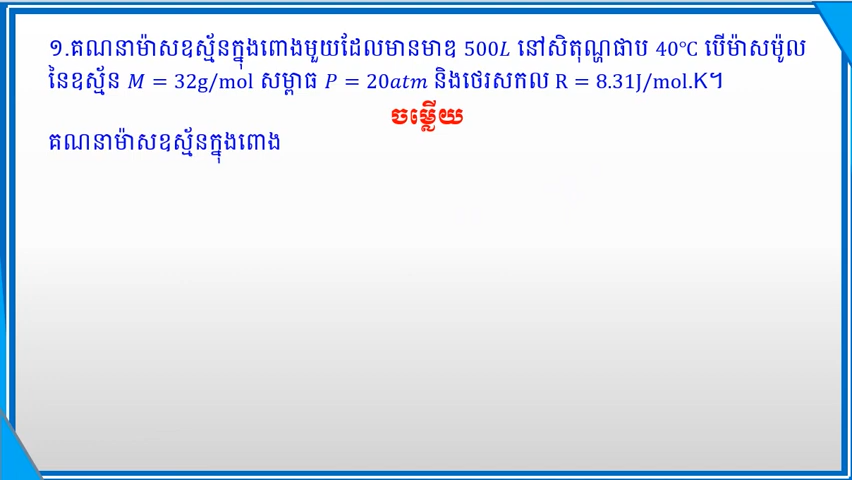 ១.គណនាម៉ាសឧស្ម័នក្នុងពោងមួយដែលមានមាឌ 500L នៅសិតុណ្ហផាប 40°C បើម៉ាសម៉ូល
នៃឧស្ម័ន M = 32g/mol សម្ពាធ P = 20atm និងថេរសកល R = 8.31J/mol.K។
ចម្លើយ
គណនាម៉ាសឧស្ម័នក្នុងពោង